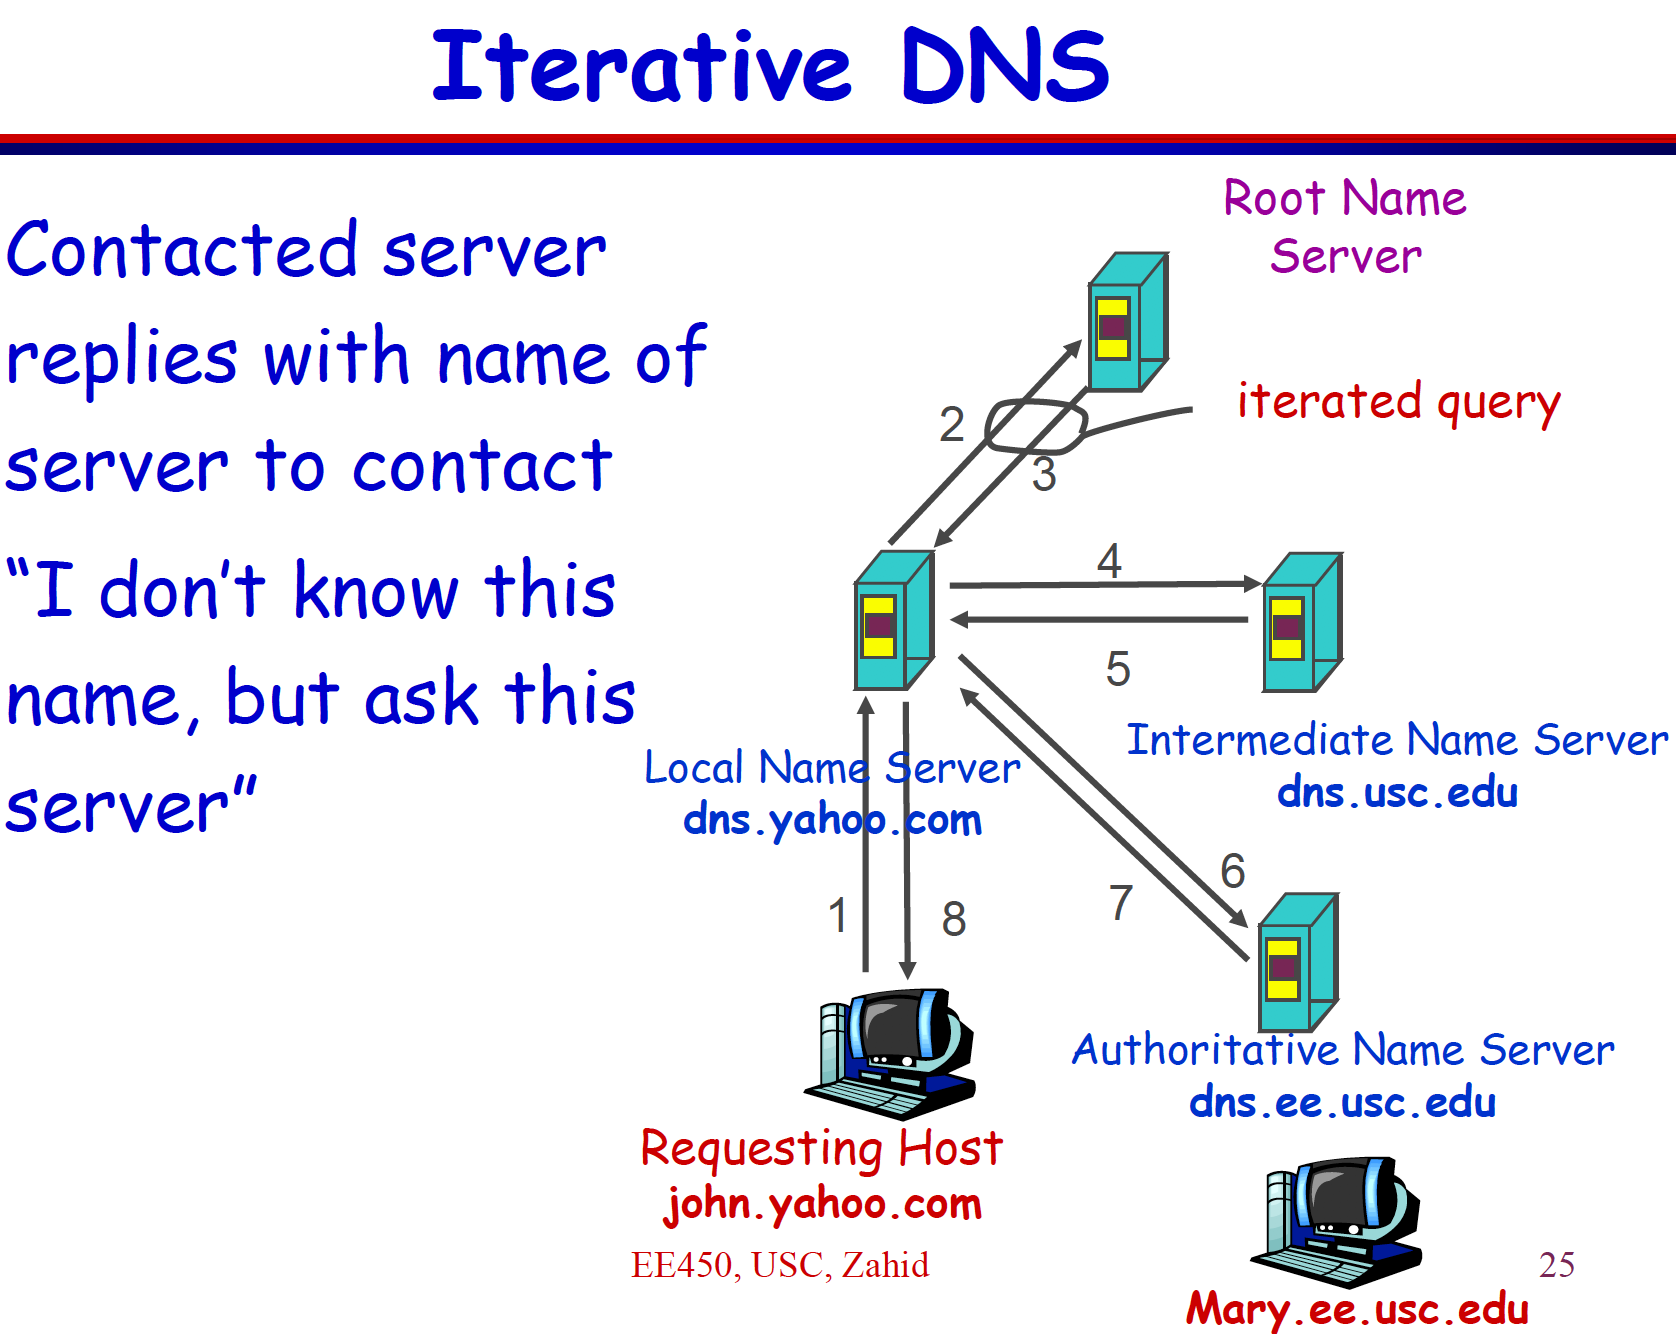 Iterative DNS
Contacted server
replies with name of
server to contact
“I don’t know this
name, but ask this
server”
Root Name
Server
iterated query
2
3
4
5
Intermediate Name Server
dns.usc.edu
Local Name Server
dns.yahoo.com
6
7
1
8
Authoritative Name Server
dns.ee.usc.edu
Requesting Host
john.yahoo.com
Mary.ee.usc.edu
EE450, USC, Zahid
25